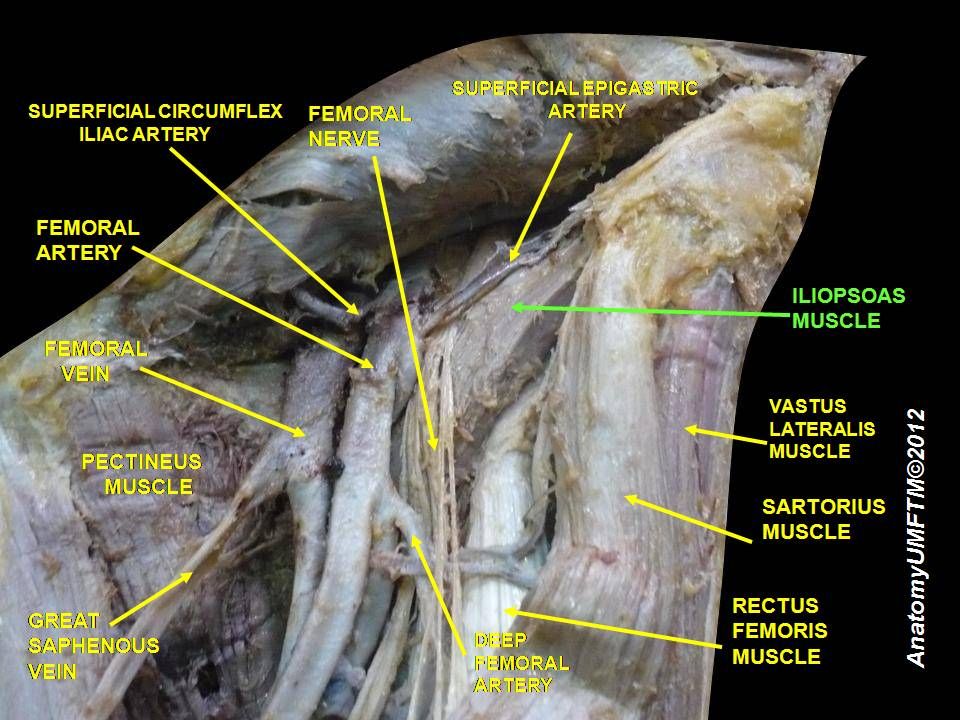 SUPERFICIAL EPIGASTRIC
ARTERY
SUPERFICIAL CIRCUMFLEX
ILIAC ARTERY
FEMORAL
NERVE
FEMORAL
ARTERY
ILIOPSOAS
MUSCLE
FEMORAL
VEIN
VASTUS
LATERALIS
MUSCLE
PECTINEUS
MUSCLE
SARTORIUS
MUSCLE
RECTUS
FEMORIS
MUSCLE
GREAT
SAPHENOUS
VEIN
DEEP
FEMORAL
ARTERY
AnatomyUMFTM©2012